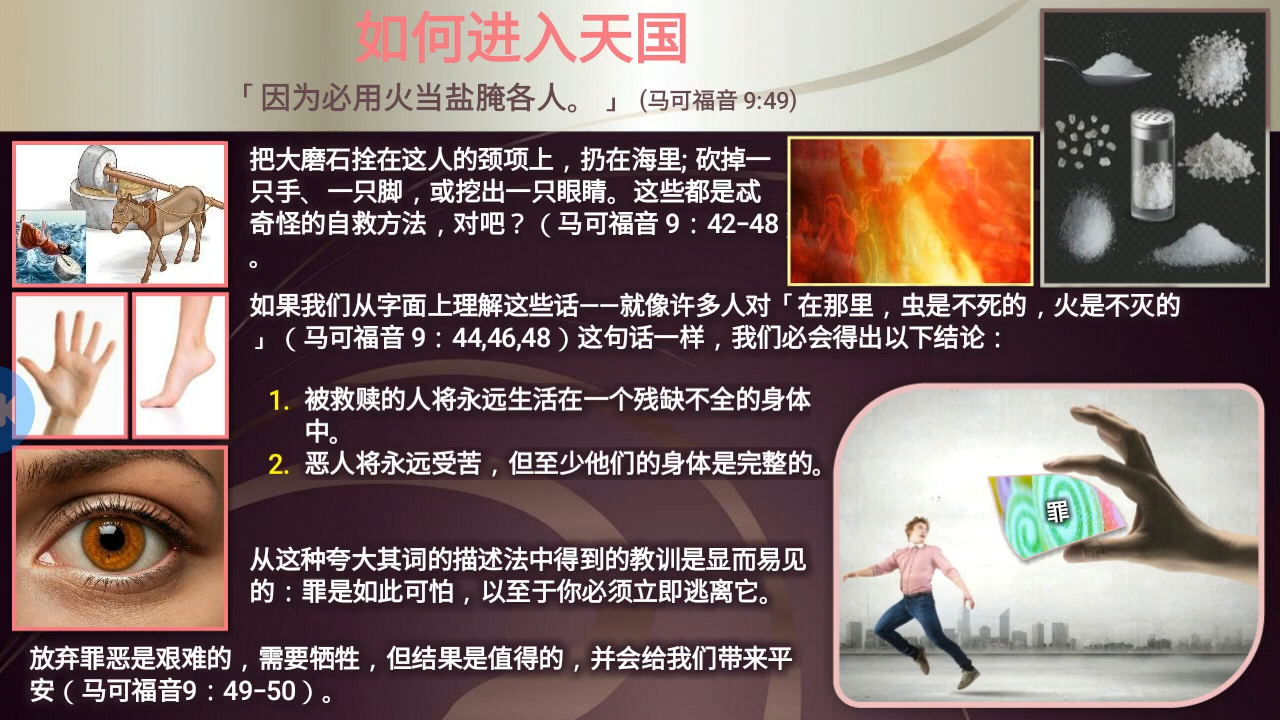 如何进入天国
「因为必用火当盐腌各人。」 (马可福音 9:49)
把大磨石拴在这人的颈项上，扔在海里; 砍掉一
只手、一只脚，或挖出一只眼睛。这些都是忒
奇怪的自救方法，对吧？（马可福音 9：42-48）
。
如果我们从字面上理解这些话——就像许多人对「在那里，虫是不死的，火是不灭的
」（马可福音 9：44,46,48）这句话一样，我们必会得出以下结论：
1. 被救赎的人将永远生活在一个残缺不全的身体
中。
2. 恶人将永远受苦，但至少他们的身体是完整的。
罪
从这种夸大其词的描述法中得到的教训是显而易见
的：罪是如此可怕，以至于你必须立即逃离它。
放弃罪恶是艰难的，需要牺牲，但结果是值得的，并会给我们带来平
安（马可福音9：49-50）。